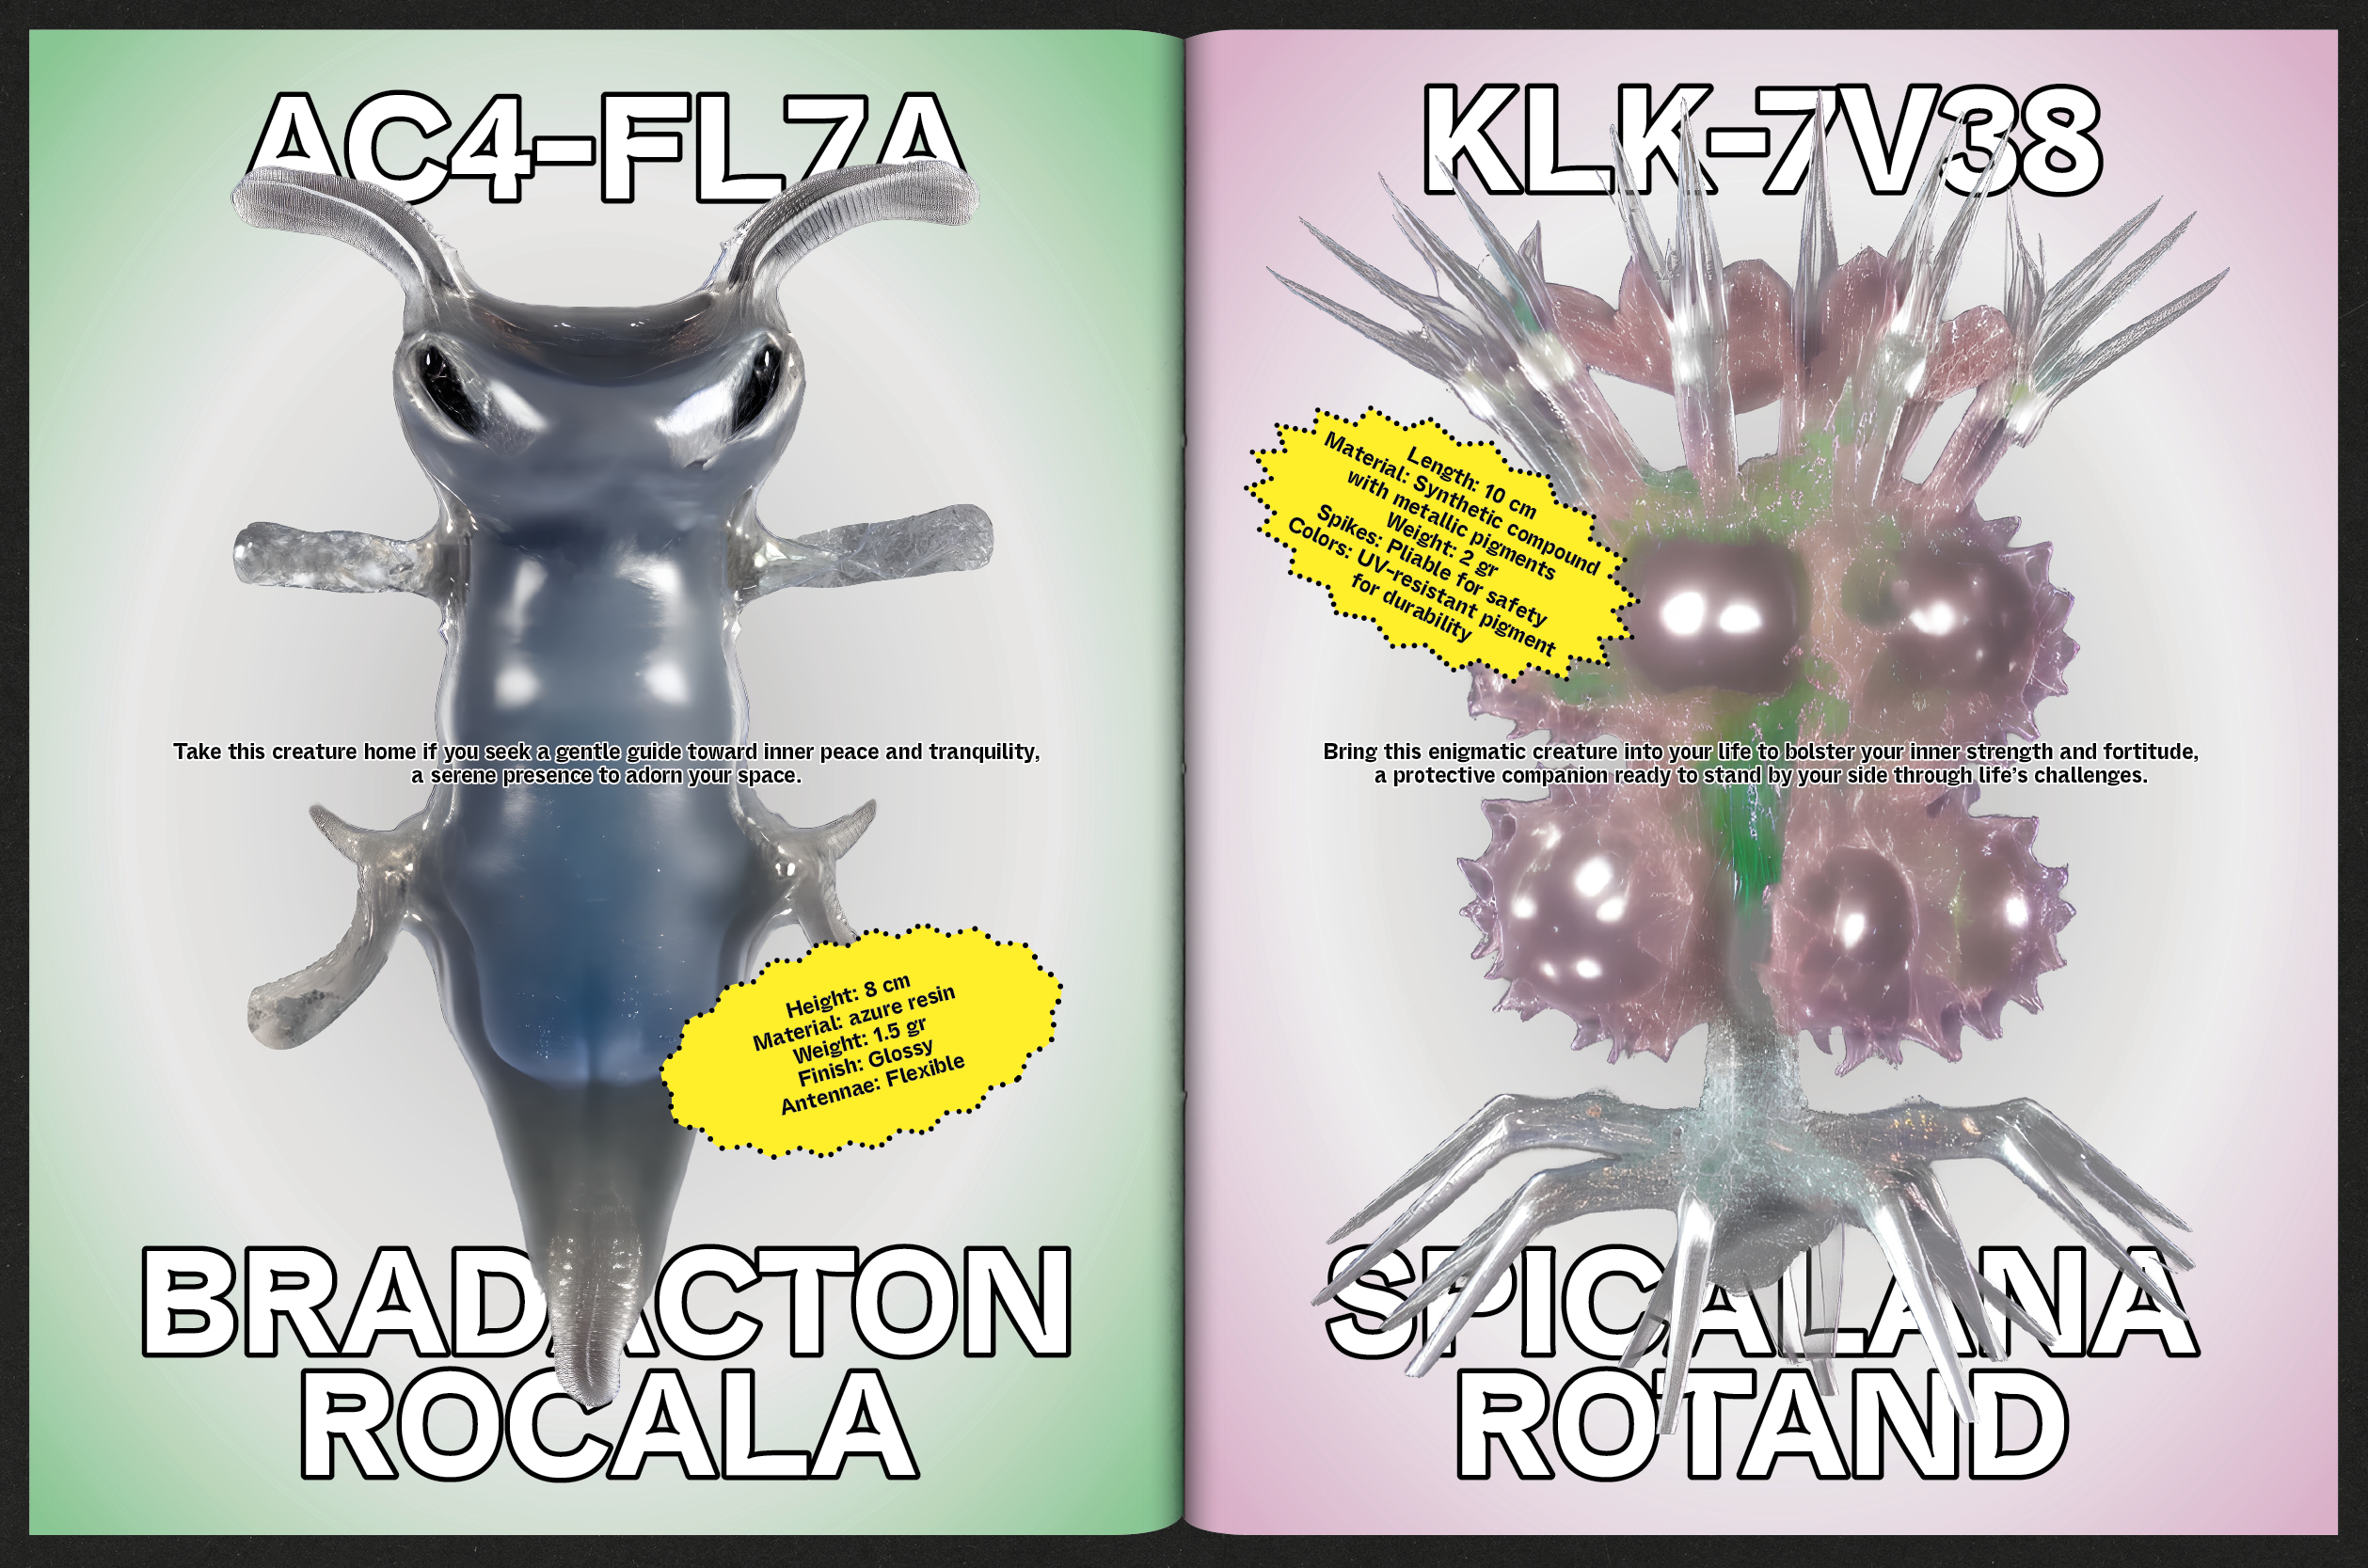 AC4-FL7A
Take this creature home if you seek a gentle guide toward inner peace and tranquility,
a serene presence to adorn your space.
Height: 8 cm
Material: azure resin
Weight: 1.5 gr
Finish: Glossy
Antennae: Flexible
BRADACTON
ROCALA
KLK-7V38
Length: 10 cm
Material: Synthetic compound
with metallic pigments
Weight: 2 gr
Spikes: Pliable for safety
Colors: UV-resistant pigment
for durability
Bring this enigmatic creature into your life to bolster your inner strength and fortitude,
a protective companion ready to stand by your side through life's challenges.
SPICALANA
ROTAND